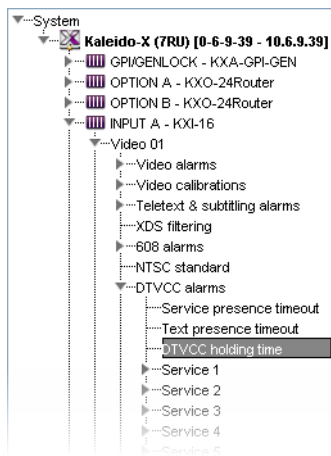 System
Kaleido-X (7RU) [0-6-9-39 - 10.6.9.39]
GPI/GENLOCK - KXA-GPI-GEN
OPTION A - KXO-24Router
OPTION B - KXO-24Router
INPUT A - KXI-16
Video 01
Video alarms
Video calibrations
Teletext & subtitling alarms
XDS filtering
608 alarms
NTSC standard
DTVCC alarms
Service presence timeout
Text presence timeout
DTVCC holding time
Service 1
Service 2
Service 3
Service 4
Service 5